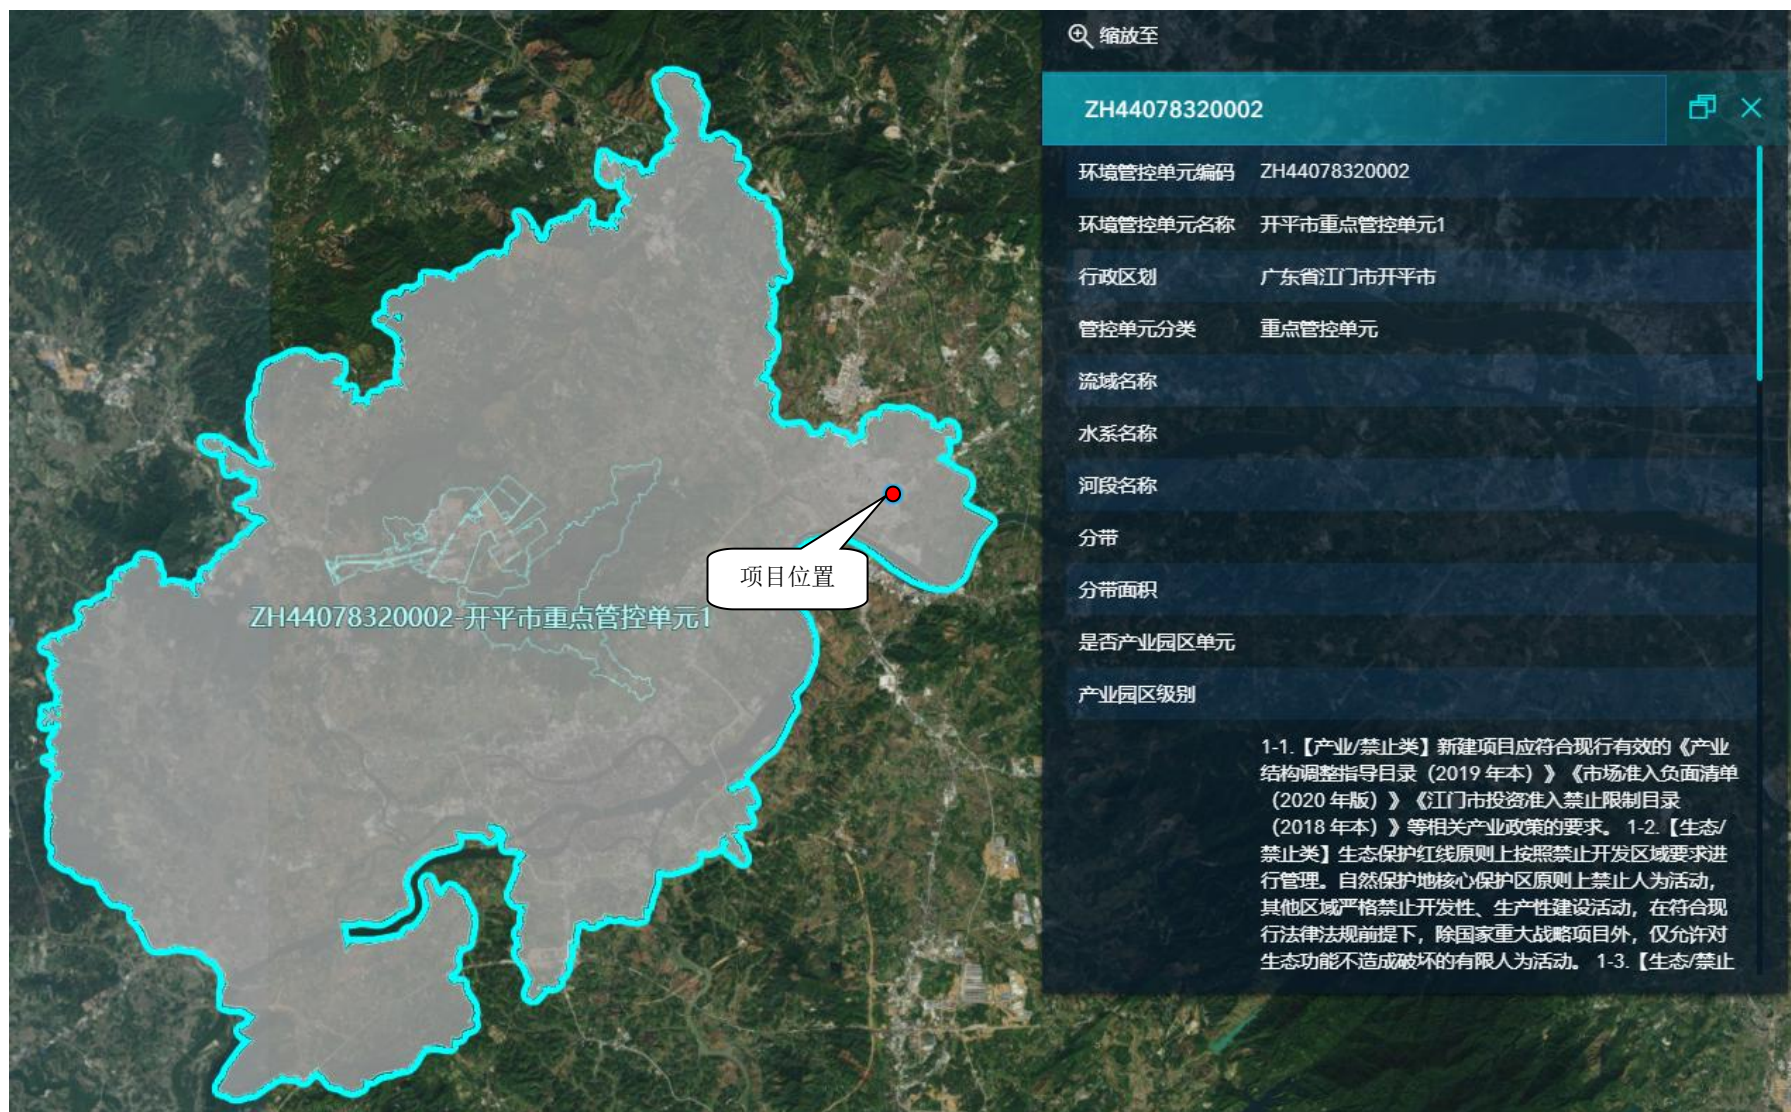 缩放至
ZH44078320002
环境管控单元编码 ZH44078320002
环境管控单元名称 开平市重点管控单元1
行政区划 广东省江门市开平市
管控单元分类 重点管控单元
流域名称
水系名称
河段名称
分带
分带面积
是否产业园区单元
产业园区级别
1-1.【产业/禁止类】新建项目应符合现行有效的《产业
结构调整指导目录（2019 年本）》《市场准入负面清单
（2020 年版）》《江门市投资准入禁止限制目录
（2018 年本）》等相关产业政策的要求。 1-2.【生态/
禁止类】生态保护红线原则上按照禁止开发区域要求进
行管理。自然保护地核心保护区原则上禁止人为活动，
其他区域严格禁止开发性、生产性建设活动，在符合现
行法律法规前提下，除国家重大战略项目外，仅允许对
生态功能不造成破坏的有限人为活动。 1-3.【生态/禁止
项目位置
ZH44078320002-开平市重点管控单元1